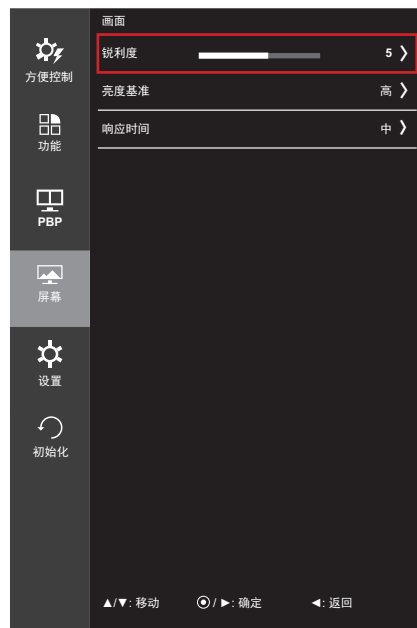 画面
锐利度 5 ❯
亮度基准 高 ❯
响应时间 中 ❯
方便控制
功能
PBP
屏幕
设置
初始化
▲/▼: 移动 ⦿ / ►: 确定 ◄: 返回